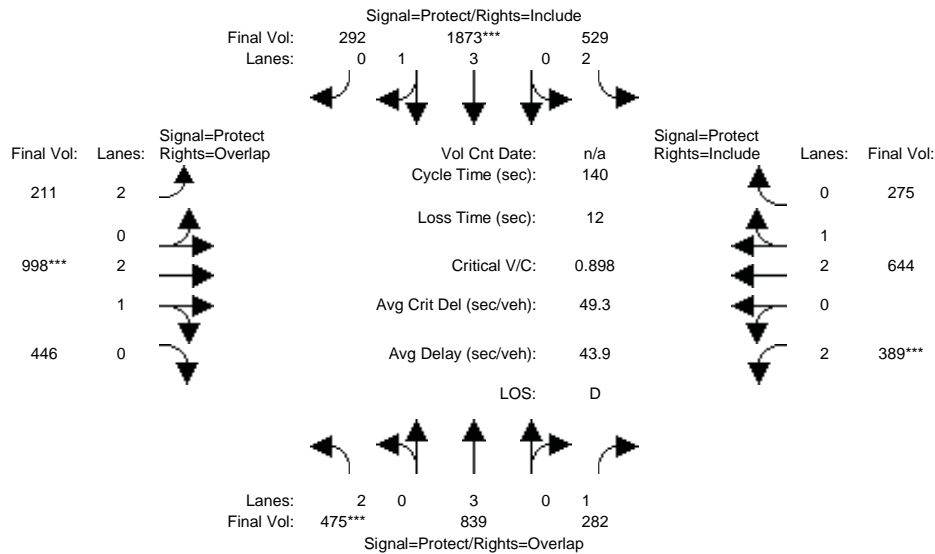 Signal=Protect/Rights=Include
Final Vol: 292 1873*** 529
Lanes: 0 1 3 0 2
Signal=Protect
Final Vol: Lanes: Rights=Overlap
Vol Cnt Date: n/a
Signal=Protect
Rights=Include Lanes: Final Vol:
Cycle Time (sec): 140
211 2
0 275
Loss Time (sec): 12
0
1
998*** 2
Critical V/C: 0.898
2 644
1
Avg Crit Del (sec/veh): 49.3
0
446 0
Avg Delay (sec/veh): 43.9
2 389***
LOS: D
Lanes: 2 0 3 0 1
Final Vol: 475*** 839 282
Signal=Protect/Rights=Overlap